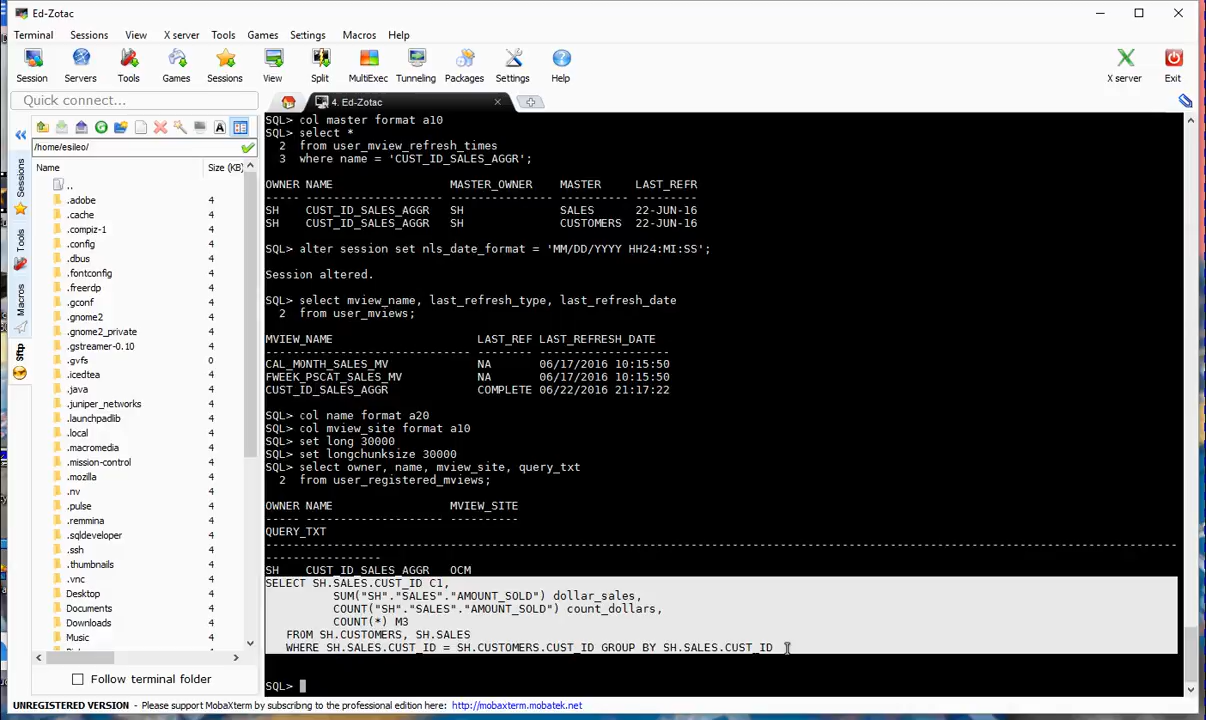 Ed-Zotac
Terminal Sessions View X server Tools Games Settings Macros Help
Session Servers Tools Games Sessions View Split MultiExec Tunneling Packages Settings Help X server Exit
Quick connect...
4. Ed-Zotac
/home/esileo/
Name Size (KB)
..
.adobe 4
.cache 4
.compiz-1 4
.config 4
.dbus 4
.fontconfig 4
.freerdp 4
.gconf 4
.gnome2 4
.gnome2_private 4
.gstreamer-0.10 4
.gvfs 0
.icedtea 4
.java 4
.juniper_networks 4
.launchpadlib 4
.local 4
.macromedia 4
.mission-control 4
.mozilla 4
.nv 4
.pulse 4
.remmina 4
.sqldeveloper 4
.ssh 4
.thumbnails 4
.vnc 4
Desktop 4
Documents 4
Downloads 4
Music 4
Sessions
Tools
Macros
Sftp
Follow terminal folder
SQL> col master format a10
SQL> select *
2 from user_mview_refresh_times
3 where name = 'CUST_ID_SALES_AGGR';
OWNER NAME MASTER_OWNER MASTER LAST_REFR
----- ------------------- --------------- ---------- ---------
SH CUST_ID_SALES_AGGR SH SALES 22-JUN-16
SH CUST_ID_SALES_AGGR SH CUSTOMERS 22-JUN-16
SQL> alter session set nls_date_format = 'MM/DD/YYYY HH24:MI:SS';
Session altered.
SQL> select mview_name, last_refresh_type, last_refresh_date
2 from user_mviews;
MVIEW_NAME LAST_REF LAST_REFRESH_DATE
------------------------------ -------- -------------------
CAL_MONTH_SALES_MV NA 06/17/2016 10:15:50
FWEEK_PSCAT_SALES_MV NA 06/17/2016 10:15:50
CUST_ID_SALES_AGGR COMPLETE 06/22/2016 21:17:22
SQL> col name format a20
SQL> col mview_site format a10
SQL> set long 30000
SQL> set longchunksize 30000
SQL> select owner, name, mview_site, query_txt
2 from user_registered_mviews;
OWNER NAME MVIEW_SITE
----- -------------------- ----------
QUERY_TXT
--------------------------------------------------------------------------------
----------------
SH CUST_ID_SALES_AGGR OCM
SELECT SH.SALES.CUST_ID C1,
SUM("SH"."SALES"."AMOUNT_SOLD") dollar_sales,
COUNT("SH"."SALES"."AMOUNT_SOLD") count_dollars,
COUNT(*) M3
FROM SH.CUSTOMERS, SH.SALES
WHERE SH.SALES.CUST_ID = SH.CUSTOMERS.CUST_ID GROUP BY SH.SALES.CUST_ID
SQL>
UNREGISTERED VERSION - Please support MobaXterm by subscribing to the professional edition here: http://mobaxterm.mobatek.net